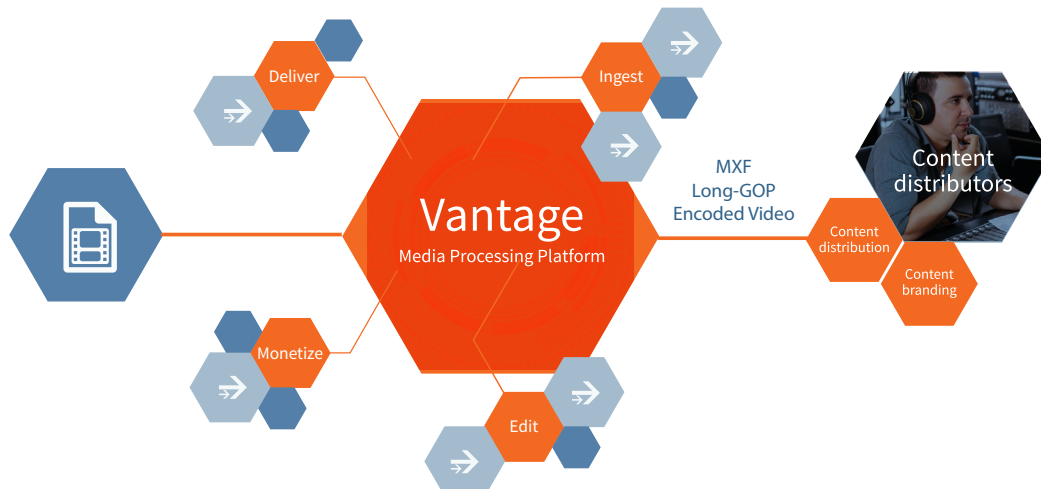 Deliver
Ingest
Vantage
Media Processing Platform
MXF
Long-GOP
Encoded Video
Content
distributors
Content
distribution
Content
branding
Monetize
Edit